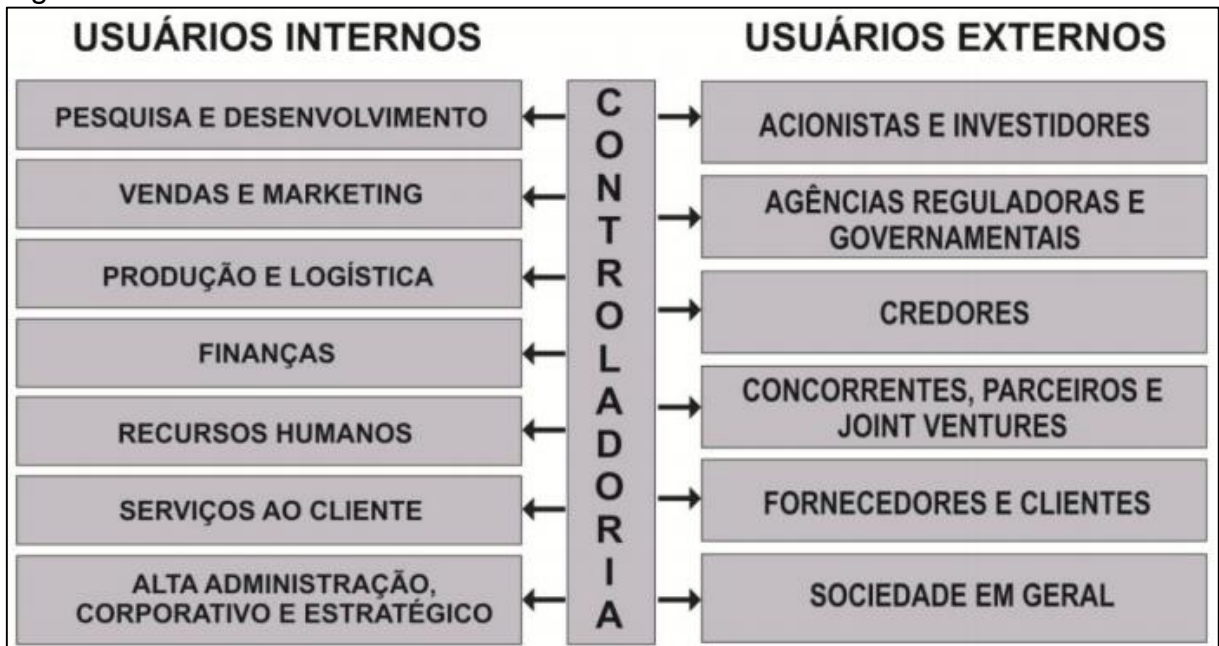 USUÁRIOS INTERNOS
PESQUISA E DESENVOLVIMENTO
VENDAS E MARKETING
PRODUÇÃO E LOGÍSTICA
FINANÇAS
RECURSOS HUMANOS
SERVIÇOS AO CLIENTE
ALTA ADMINISTRAÇÃO,
CORPORATIVO E ESTRATÉGICO
CONTROLADORIA
USUÁRIOS EXTERNOS
ACIONISTAS E INVESTIDORES
AGÊNCIAS REGULADORAS E
GOVERNAMENTAIS
CREDORES
CONCORRENTES, PARCEIROS E
JOINT VENTURES
FORNECEDORES E CLIENTES
SOCIEDADE EM GERAL